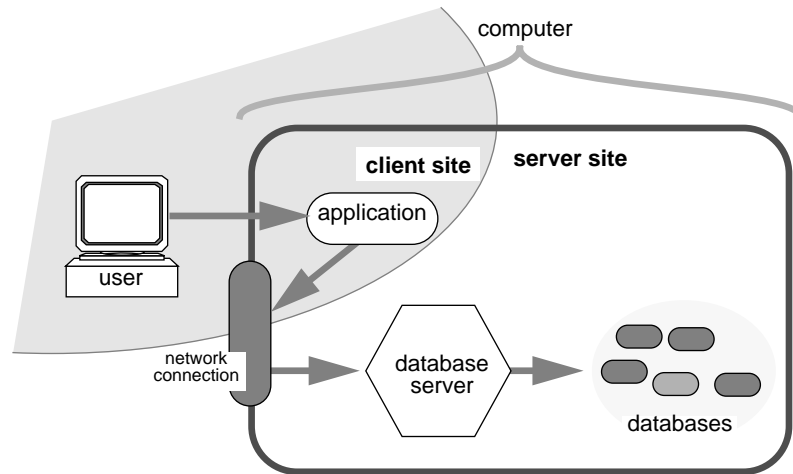 computer
client site
server site
application
user
network
connection
database
server
databases